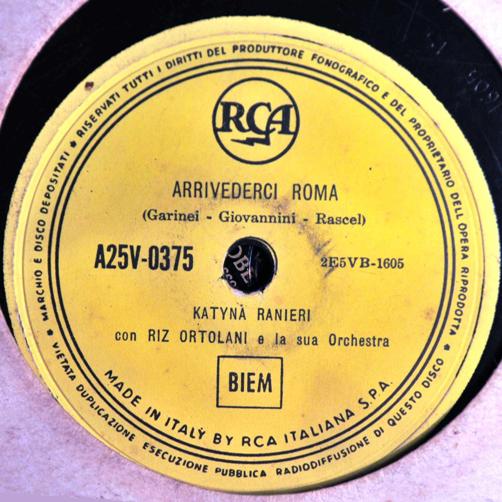 ★ RISERVATI TUTTI I DIRITTI DEL PRODUTTORE FONOGRAFICO E DEL PROPRIETARIO DELL'OPERA RIPRODOTTA ★
RCA
ARRIVEDERCI ROMA
(Garinei - Giovannini - Rascel)
A25V-0375
2E5VB-1605
KATYNÀ RANIERI
con RIZ ORTOLANI e la sua Orchestra
BIEM
MADE IN ITALY BY RCA ITALIANA S.P.A.
★ MARCHIO E DISCO DEPOSITATI ★
VIETATA DUPLICAZIONE ESECUZIONE PUBBLICA RADIODIFFUSIONE DI QUESTO DISCO